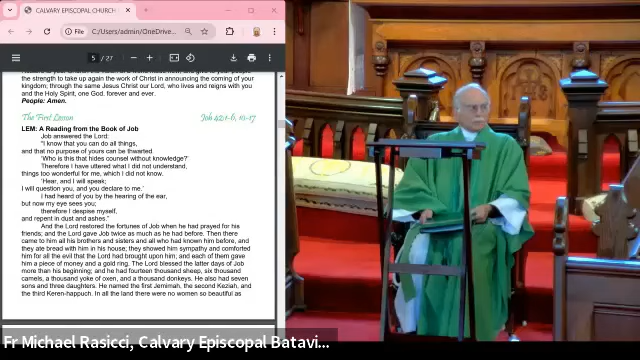 CALVARY EPISCOPAL CHURCH
File
C:/Users/admin/OneDrive...
5 / 27
the strength to take up again the work of Christ in announcing the coming of your
kingdom; through the same Jesus Christ our Lord, who lives and reigns with you
and the Holy Spirit, one God, forever and ever.
People: Amen.
The First Lesson
Job 42:1-6, 10-17
LEM: A Reading from the Book of Job
Job answered the Lord:
"I know that you can do all things,
and that no purpose of yours can be thwarted.
'Who is this that hides counsel without knowledge?'
Therefore I have uttered what I did not understand,
things too wonderful for me, which I did not know.
'Hear, and I will speak;
I will question you, and you declare to me.'
I had heard of you by the hearing of the ear,
but now my eye sees you;
therefore I despise myself,
and repent in dust and ashes."
And the Lord restored the fortunes of Job when he had prayed for his
friends; and the Lord gave Job twice as much as he had before. Then there
came to him all his brothers and sisters and all who had known him before, and
they ate bread with him in his house; they showed him sympathy and comforted
him for all the evil that the Lord had brought upon him; and each of them gave
him a piece of money and a gold ring. The Lord blessed the latter days of Job
more than his beginning; and he had fourteen thousand sheep, six thousand
camels, a thousand yoke of oxen, and a thousand donkeys. He also had seven
sons and three daughters. He named the first Jemimah, the second Keziah, and
the third Keren-happuch. In all the land there were no women so beautiful as
Fr Michael Rasicci, Calvary Episcopal Batavi...